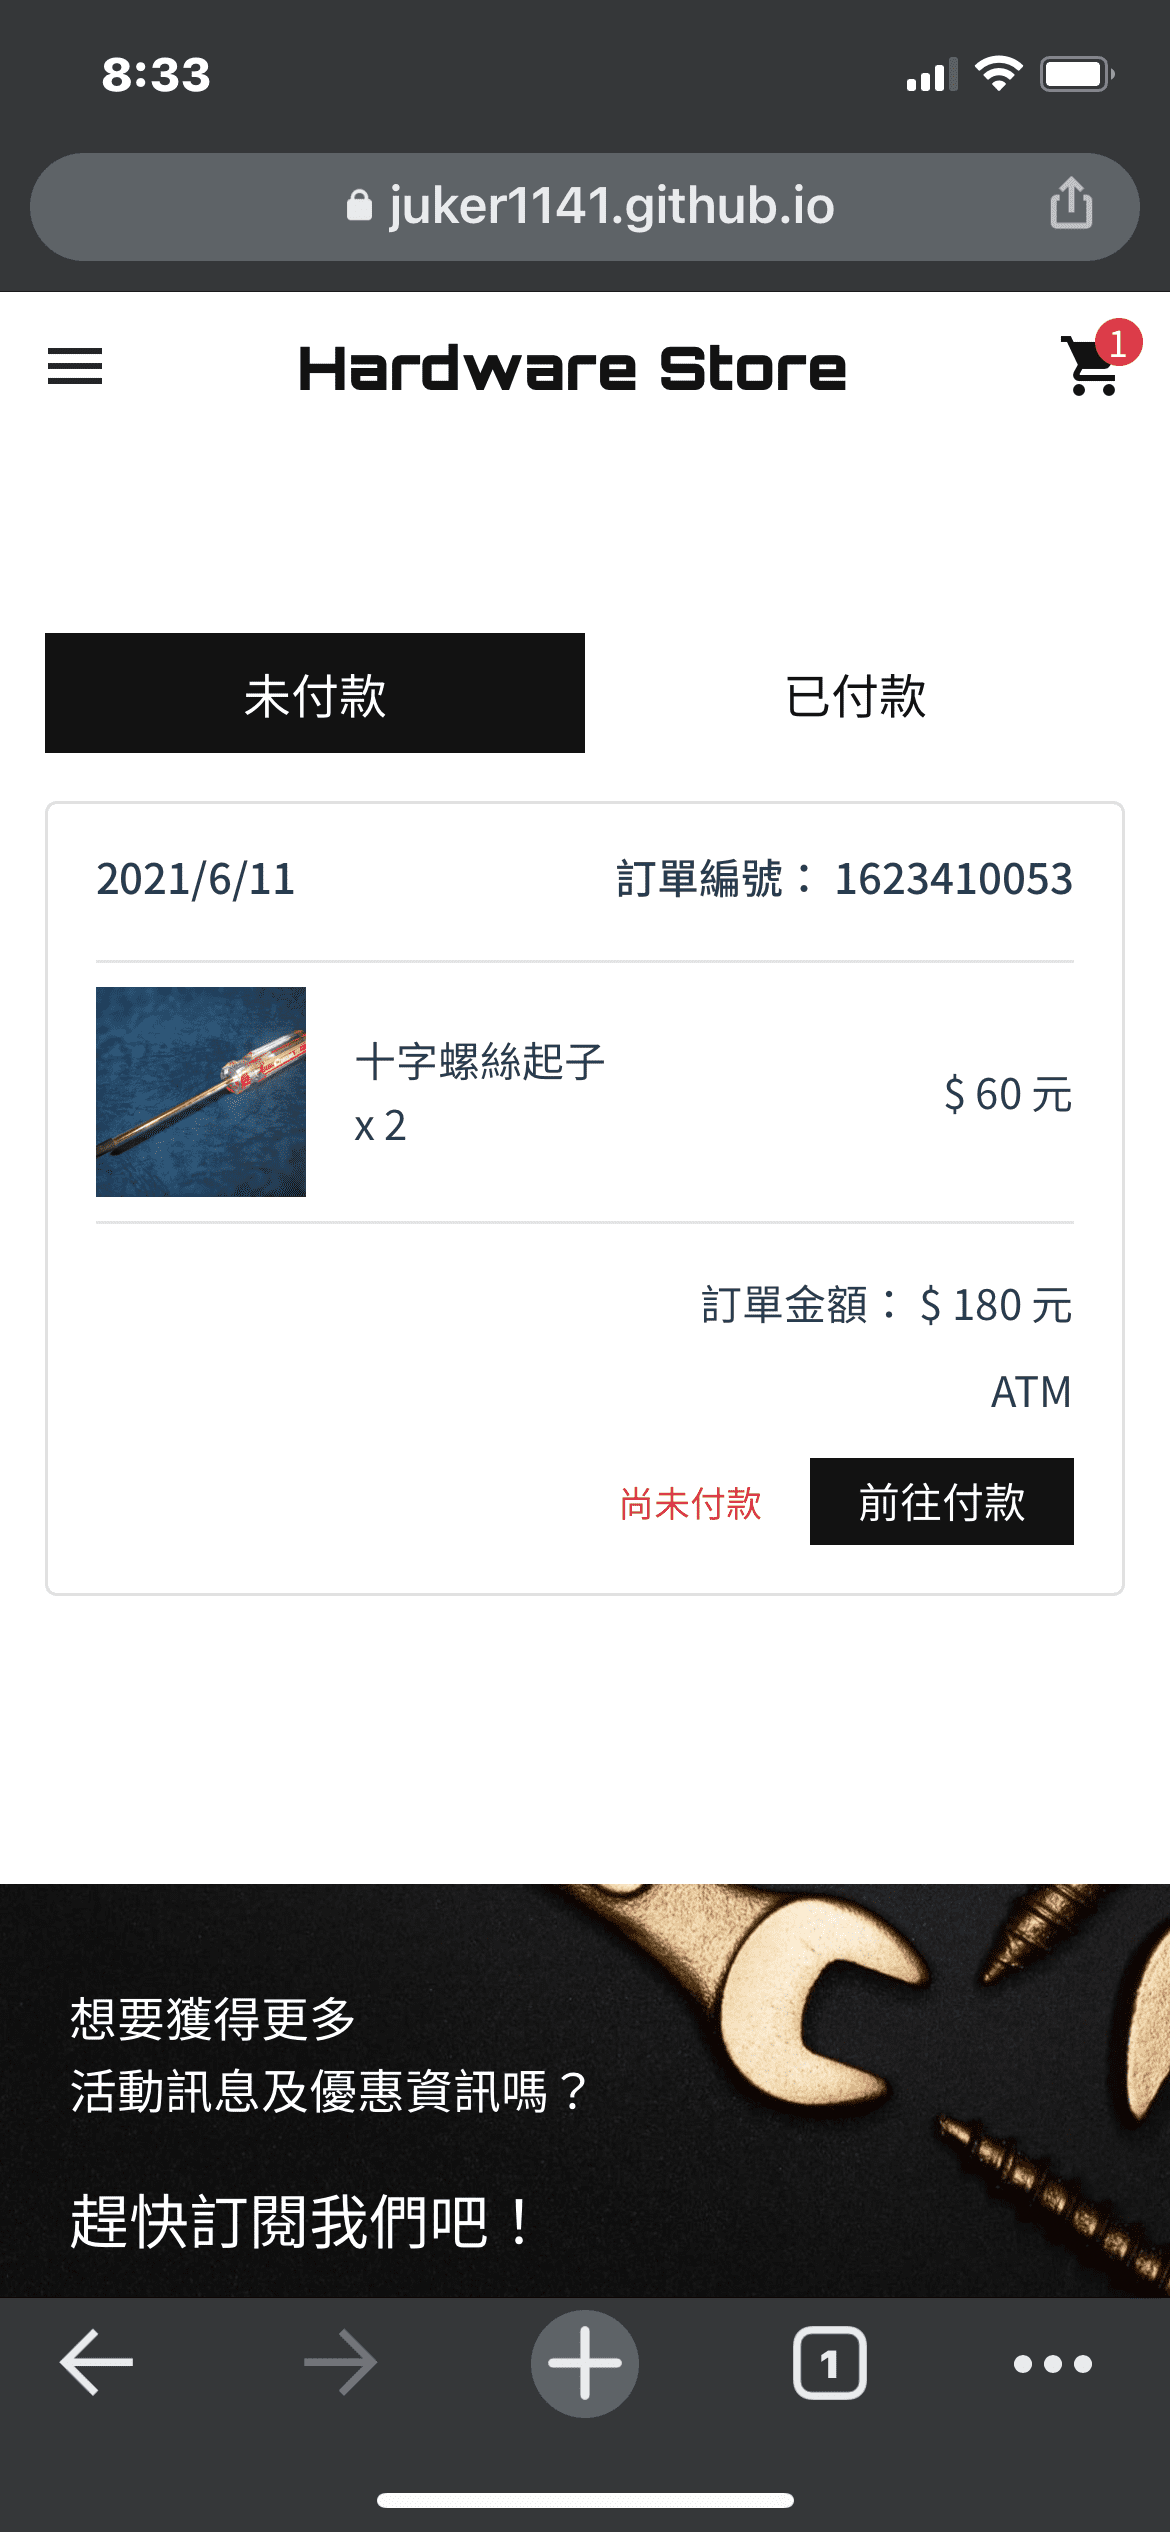 8:33
juker1141.github.io
Hardware Store
1
未付款
已付款
2021/6/11
訂單編號： 1623410053
十字螺絲起子
x 2
$ 60 元
訂單金額： $ 180 元
ATM
尚未付款
前往付款
想要獲得更多
活動訊息及優惠資訊嗎？
趕快訂閱我們吧！
1